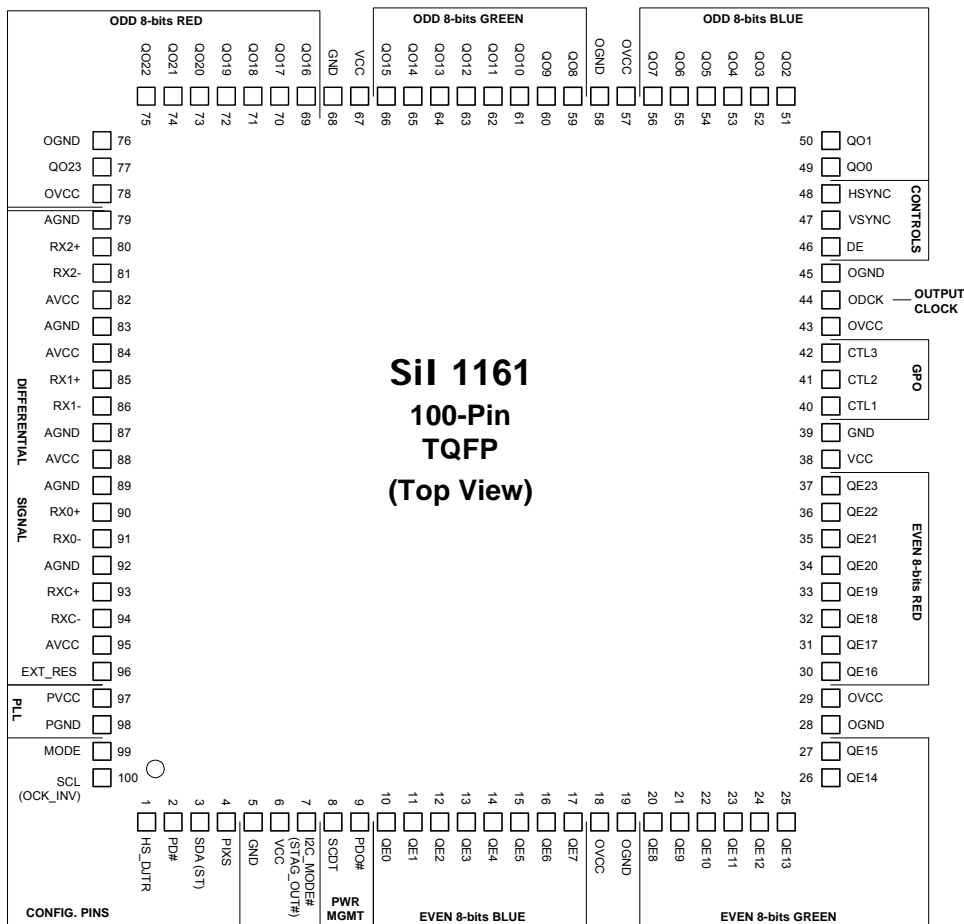 ODD 8-bits RED
ODD 8-bits GREEN
ODD 8-bits BLUE
QO22
QO21
QO20
QO19
QO18
QO17
QO16
GND
VCC
QO15
QO14
QO13
QO12
QO11
QO10
QO9
QO8
OGND
OVCC
QO7
QO6
QO5
QO4
QO3
QO2
75
74
73
72
71
70
69
68
67
66
65
64
63
62
61
60
59
58
57
56
55
54
53
52
51
OGND 76
QO23 77
OVCC 78
AGND 79
RX2+ 80
RX2- 81
AVCC 82
AGND 83
AVCC 84
RX1+ 85
RX1- 86
AGND 87
AVCC 88
AGND 89
RX0+ 90
RX0- 91
AGND 92
RXC+ 93
RXC- 94
AVCC 95
EXT_RES 96
PVCC 97
PGND 98
MODE 99
SCL 100
(OCK_INV)
DIFFERENTIAL SIGNAL
PLL
SiI 1161
100-Pin
TQFP
(Top View)
50 QO1
49 QO0
48 HSYNC
47 VSYNC
46 DE
45 OGND
44 ODCK
43 OVCC
42 CTL3
41 CTL2
40 CTL1
39 GND
38 VCC
37 QE23
36 QE22
35 QE21
34 QE20
33 QE19
32 QE18
31 QE17
30 QE16
29 OVCC
28 OGND
27 QE15
26 QE14
CONTROLS
OUTPUT
CLOCK
GPO
EVEN 8-bits RED
1
2
3
4
5
6
7
8
9
10
11
12
13
14
15
16
17
18
19
20
21
22
23
24
25
HS_DJTR
PD#
SDA (ST)
PIXS
GND
VCC
I2C_MODE#
(STAG_OUT#)
SCDT
PDO#
QE0
QE1
QE2
QE3
QE4
QE5
QE6
QE7
OVCC
OGND
QE8
QE9
QE10
QE11
QE12
QE13
CONFIG. PINS
PWR
MGMT
EVEN 8-bits BLUE
EVEN 8-bits GREEN